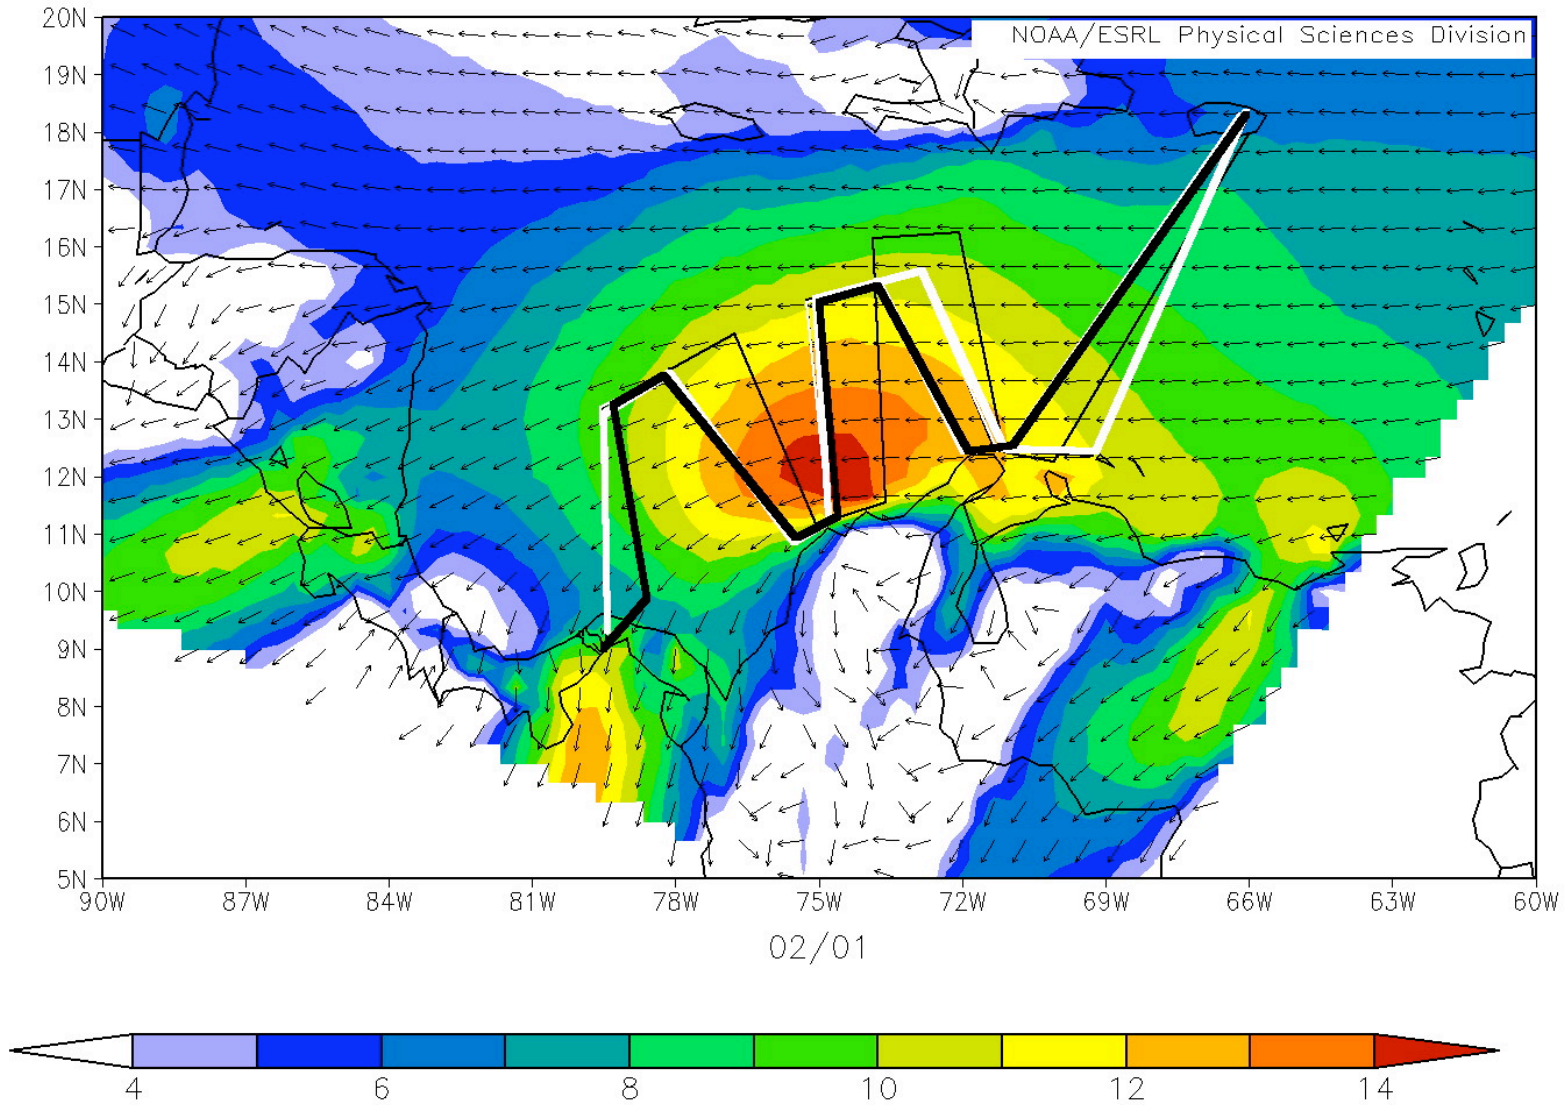 NOAA/ESRL Physical Sciences Division
20N
19N
18N
17N
16N
15N
14N
13N
12N
11N
10N
9N
8N
7N
6N
5N
90W 87W 84W 81W 78W 75W 72W 69W 66W 63W 60W
02/01
4 6 8 10 12 14